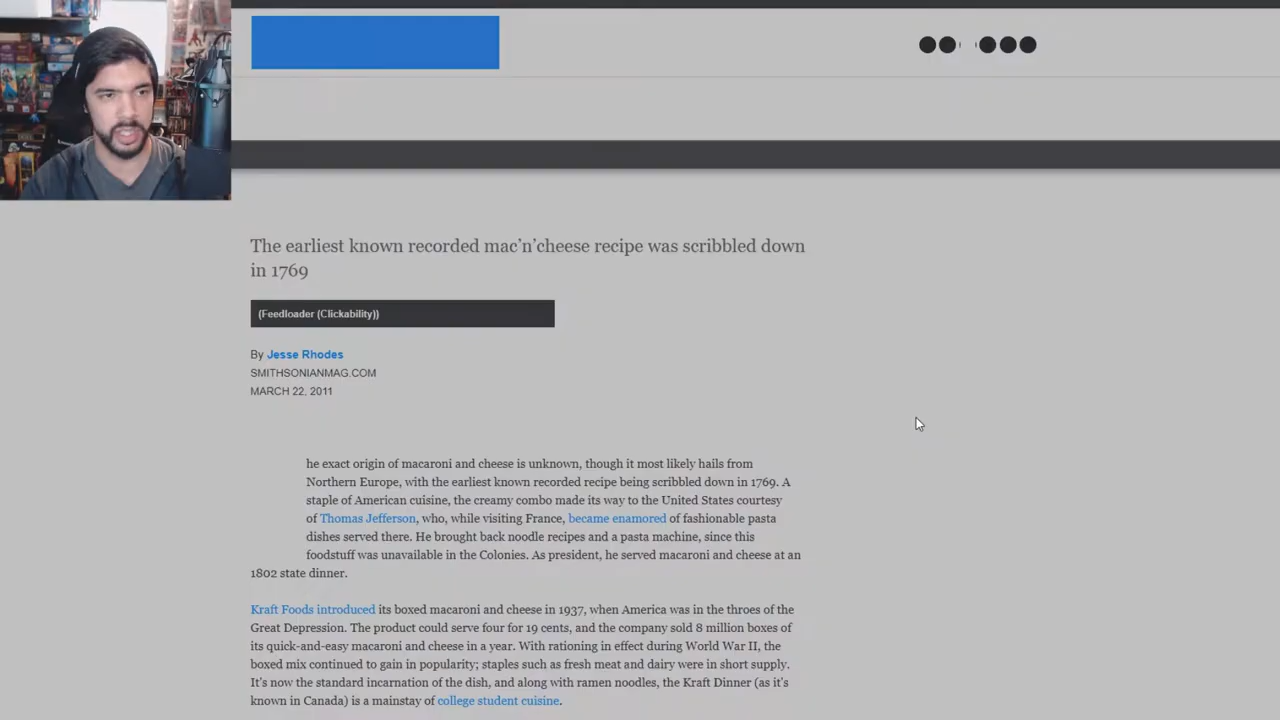 The earliest known recorded mac’n’cheese recipe was scribbled down
in 1769
(Feedloader (Clickability))
By Jesse Rhodes
SMITHSONIANMAG.COM
MARCH 22, 2011
he exact origin of macaroni and cheese is unknown, though it most likely hails from
Northern Europe, with the earliest known recorded recipe being scribbled down in 1769. A
staple of American cuisine, the creamy combo made its way to the United States courtesy
of Thomas Jefferson, who, while visiting France, became enamored of fashionable pasta
dishes served there. He brought back noodle recipes and a pasta machine, since this
foodstuff was unavailable in the Colonies. As president, he served macaroni and cheese at an
1802 state dinner.
Kraft Foods introduced its boxed macaroni and cheese in 1937, when America was in the throes of the
Great Depression. The product could serve four for 19 cents, and the company sold 8 million boxes of
its quick-and-easy macaroni and cheese in a year. With rationing in effect during World War II, the
boxed mix continued to gain in popularity; staples such as fresh meat and dairy were in short supply.
It’s now the standard incarnation of the dish, and along with ramen noodles, the Kraft Dinner (as it’s
known in Canada) is a mainstay of college student cuisine.